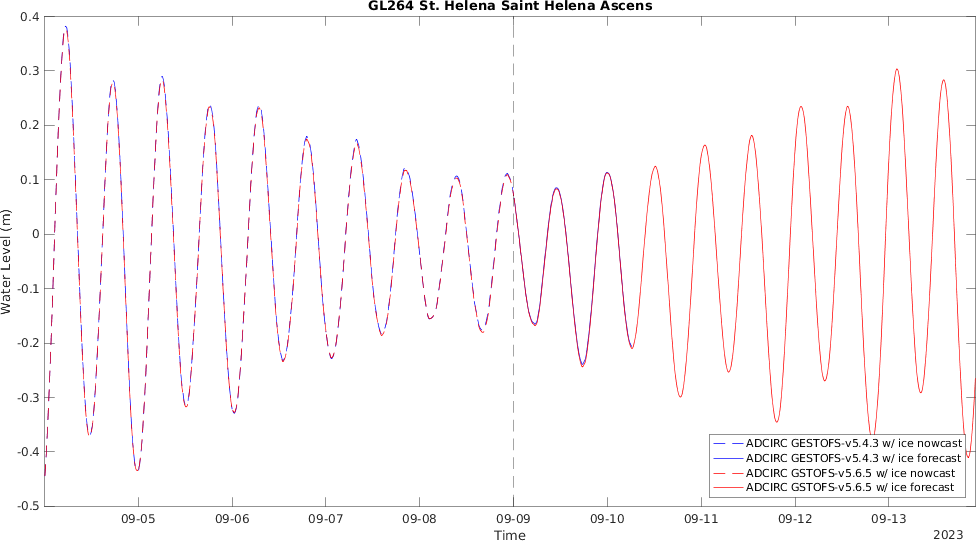 GL264 St. Helena Saint Helena Ascens
0.4
0.3
0.2
0.1
0
-0.1
-0.2
-0.3
-0.4
-0.5
Water Level (m)
09-05 09-06 09-07 09-08 09-09 09-10 09-11 09-12 09-13
Time
2023
ADCIRC GESTOFS-v5.4.3 w/ ice nowcast
ADCIRC GESTOFS-v5.4.3 w/ ice forecast
ADCIRC GSTOFS-v5.6.5 w/ ice nowcast
ADCIRC GSTOFS-v5.6.5 w/ ice forecast